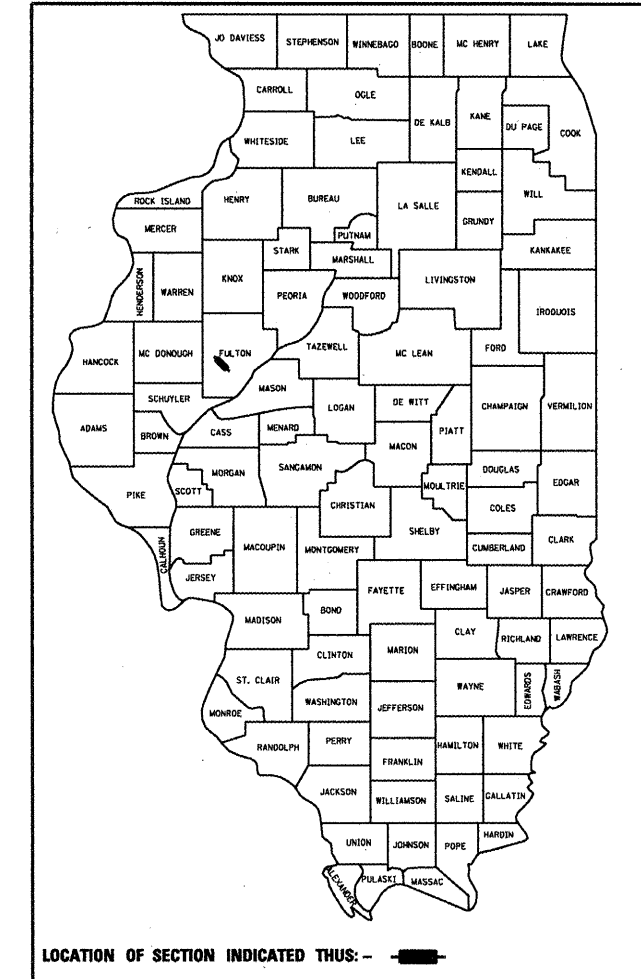 JO DAVIESS STEPHENSON WINNEBAGO BOONE MC HENRY LAKE
CARROLL OGLE
DE KALB KANE DU PAGE COOK
WHITESIDE LEE
KENDALL
ROCK ISLAND HENRY BUREAU LA SALLE WILL
MERCER PUTNAM GRUNDY
STARK MARSHALL KANKAKEE
HENDERSON WARREN KNOX PEORIA WOODFORD LIVINGSTON
IROQUOIS
HANCOCK MC DONOUGH FULTON TAZEWELL MC LEAN FORD
MASON
SCHUYLER LOGAN DE WITT CHAMPAIGN VERMILION
ADAMS BROWN CASS MENARD MACON PIATT
MORGAN SANGAMON DOUGLAS EDGAR
PIKE SCOTT CHRISTIAN MOULTRIE COLES
GREENE MACOUPIN MONTGOMERY SHELBY CUMBERLAND CLARK
CALHOUN JERSEY
FAYETTE EFFINGHAM JASPER CRAWFORD
MADISON BOND
CLAY RICHLAND LAWRENCE
CLINTON MARION
ST. CLAIR WAYNE EDWARDS WABASH
MONROE WASHINGTON JEFFERSON
RANDOLPH PERRY HAMILTON WHITE
FRANKLIN
JACKSON WILLIAMSON SALINE GALLATIN
UNION JOHNSON POPE HARDIN
ALEXANDER PULASKI MASSAC
LOCATION OF SECTION INDICATED THUS: -